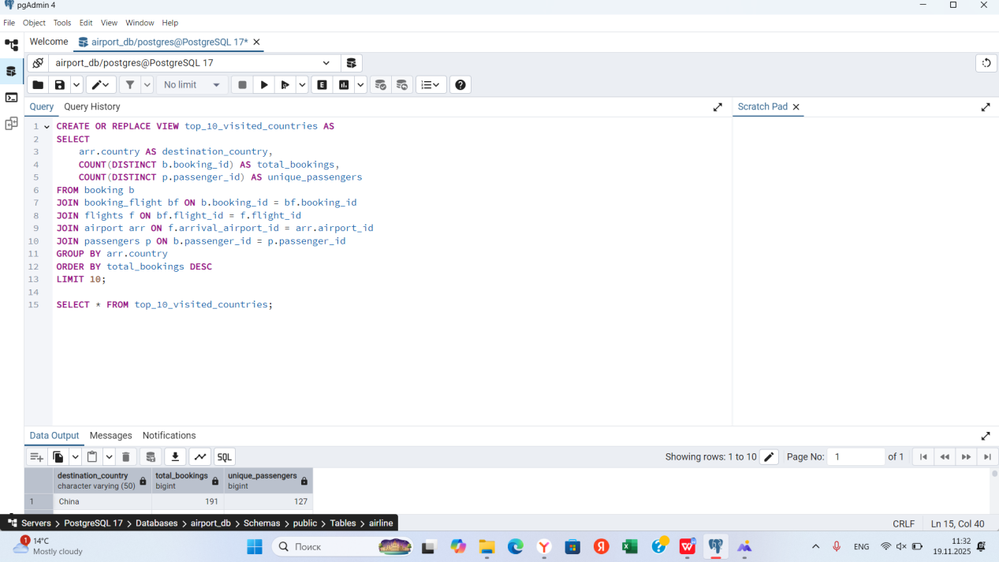 pgAdmin 4
File Object Tools Edit View Window Help
Welcome airport_db/postgres@PostgreSQL 17*
airport_db/postgres@PostgreSQL 17
No limit
Query Query History
Scratch Pad
1 CREATE OR REPLACE VIEW top_10_visited_countries AS
2 SELECT
3 arr.country AS destination_country,
4 COUNT(DISTINCT b.booking_id) AS total_bookings,
5 COUNT(DISTINCT p.passenger_id) AS unique_passengers
6 FROM booking b
7 JOIN booking_flight bf ON b.booking_id = bf.booking_id
8 JOIN flights f ON bf.flight_id = f.flight_id
9 JOIN airport arr ON f.arrival_airport_id = arr.airport_id
10 JOIN passengers p ON b.passenger_id = p.passenger_id
11 GROUP BY arr.country
12 ORDER BY total_bookings DESC
13 LIMIT 10;
14
15 SELECT * FROM top_10_visited_countries;
Data Output Messages Notifications
SQL
Showing rows: 1 to 10 Page No: 1 of 1
destination_country total_bookings unique_passengers
character varying (50) bigint bigint
1 China 191 127
Servers > PostgreSQL 17 > Databases > airport_db > Schemas > public > Tables > airline
CRLF Ln 15, Col 40
1 14°C
Mostly cloudy
Поиск
ENG
11:32
19.11.2025